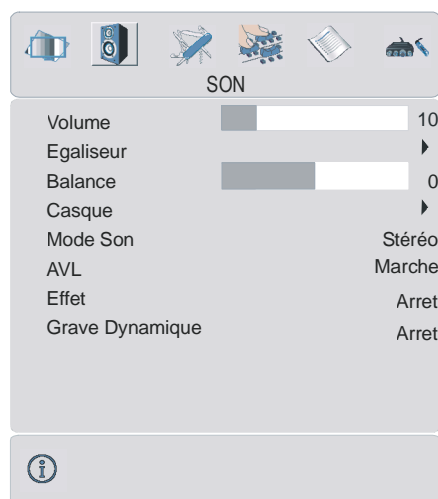 SON
Volume 10
Egaliseur
Balance 0
Casque
Mode Son Stéréo
AVL Marche
Effet Arret
Grave Dynamique Arret